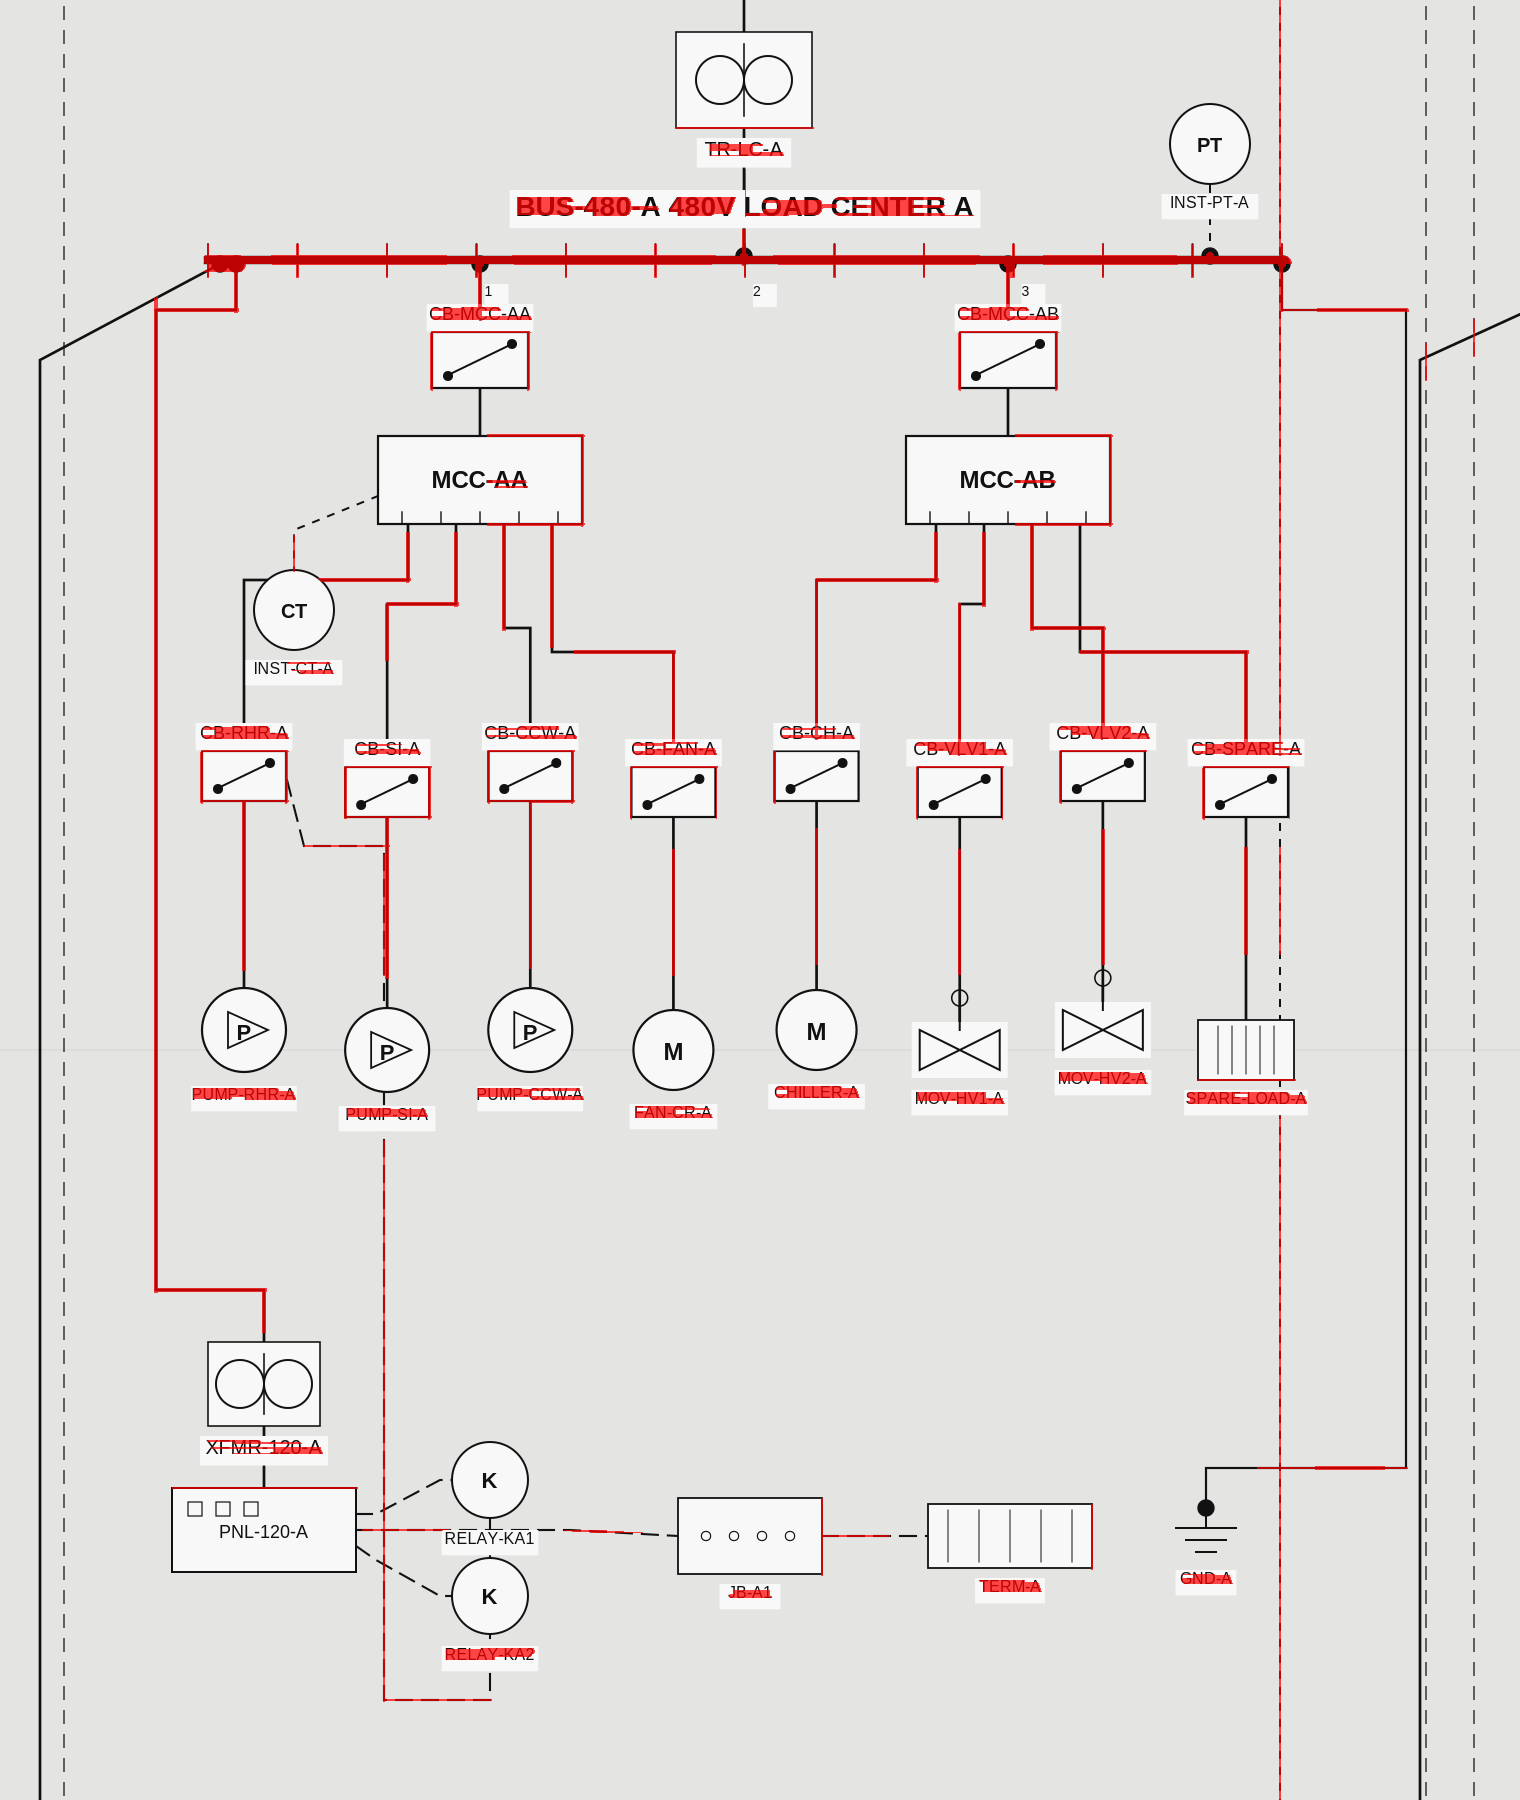 TR-LC-A
PT
INST-PT-A
BUS-480-A 480V LOAD CENTER A
1
2
3
CB-MCC-AA
CB-MCC-AB
MCC-AA
MCC-AB
CT
INST-CT-A
CB-RHR-A
CB-SI-A
CB-CCW-A
CB-FAN-A
CB-CH-A
CB-VLV1-A
CB-VLV2-A
CB-SPARE-A
P
P
P
M
M
PUMP-RHR-A
PUMP-SI-A
PUMP-CCW-A
FAN-CR-A
CHILLER-A
MOV-HV1-A
MOV-HV2-A
SPARE-LOAD-A
XFMR-120-A
PNL-120-A
K
RELAY-KA1
K
RELAY-KA2
JB-A1
TERM-A
GND-A